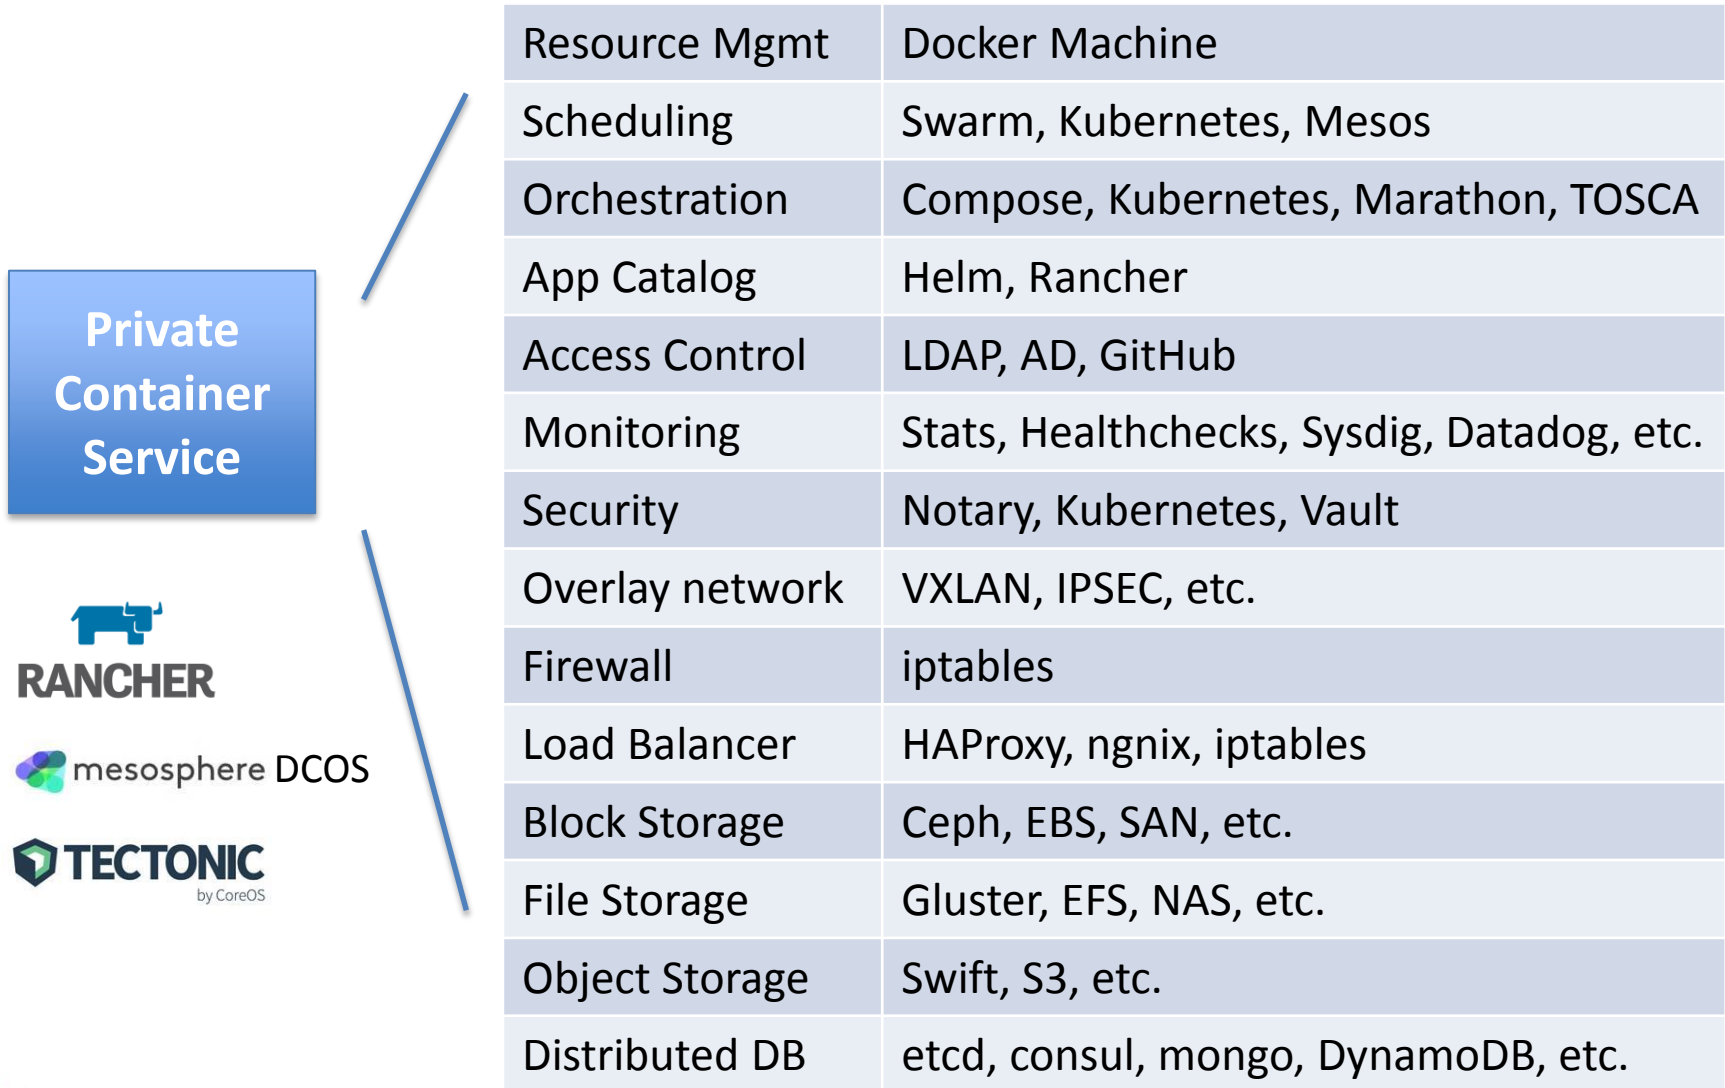 Private
Container
Service
RANCHER
mesosphere DCOS
TECTONIC
by CoreOS
Resource Mgmt Docker Machine
Scheduling Swarm, Kubernetes, Mesos
Orchestration Compose, Kubernetes, Marathon, TOSCA
App Catalog Helm, Rancher
Access Control LDAP, AD, GitHub
Monitoring Stats, Healthchecks, Sysdig, Datadog, etc.
Security Notary, Kubernetes, Vault
Overlay network VXLAN, IPSEC, etc.
Firewall iptables
Load Balancer HAProxy, ngnix, iptables
Block Storage Ceph, EBS, SAN, etc.
File Storage Gluster, EFS, NAS, etc.
Object Storage Swift, S3, etc.
Distributed DB etcd, consul, mongo, DynamoDB, etc.